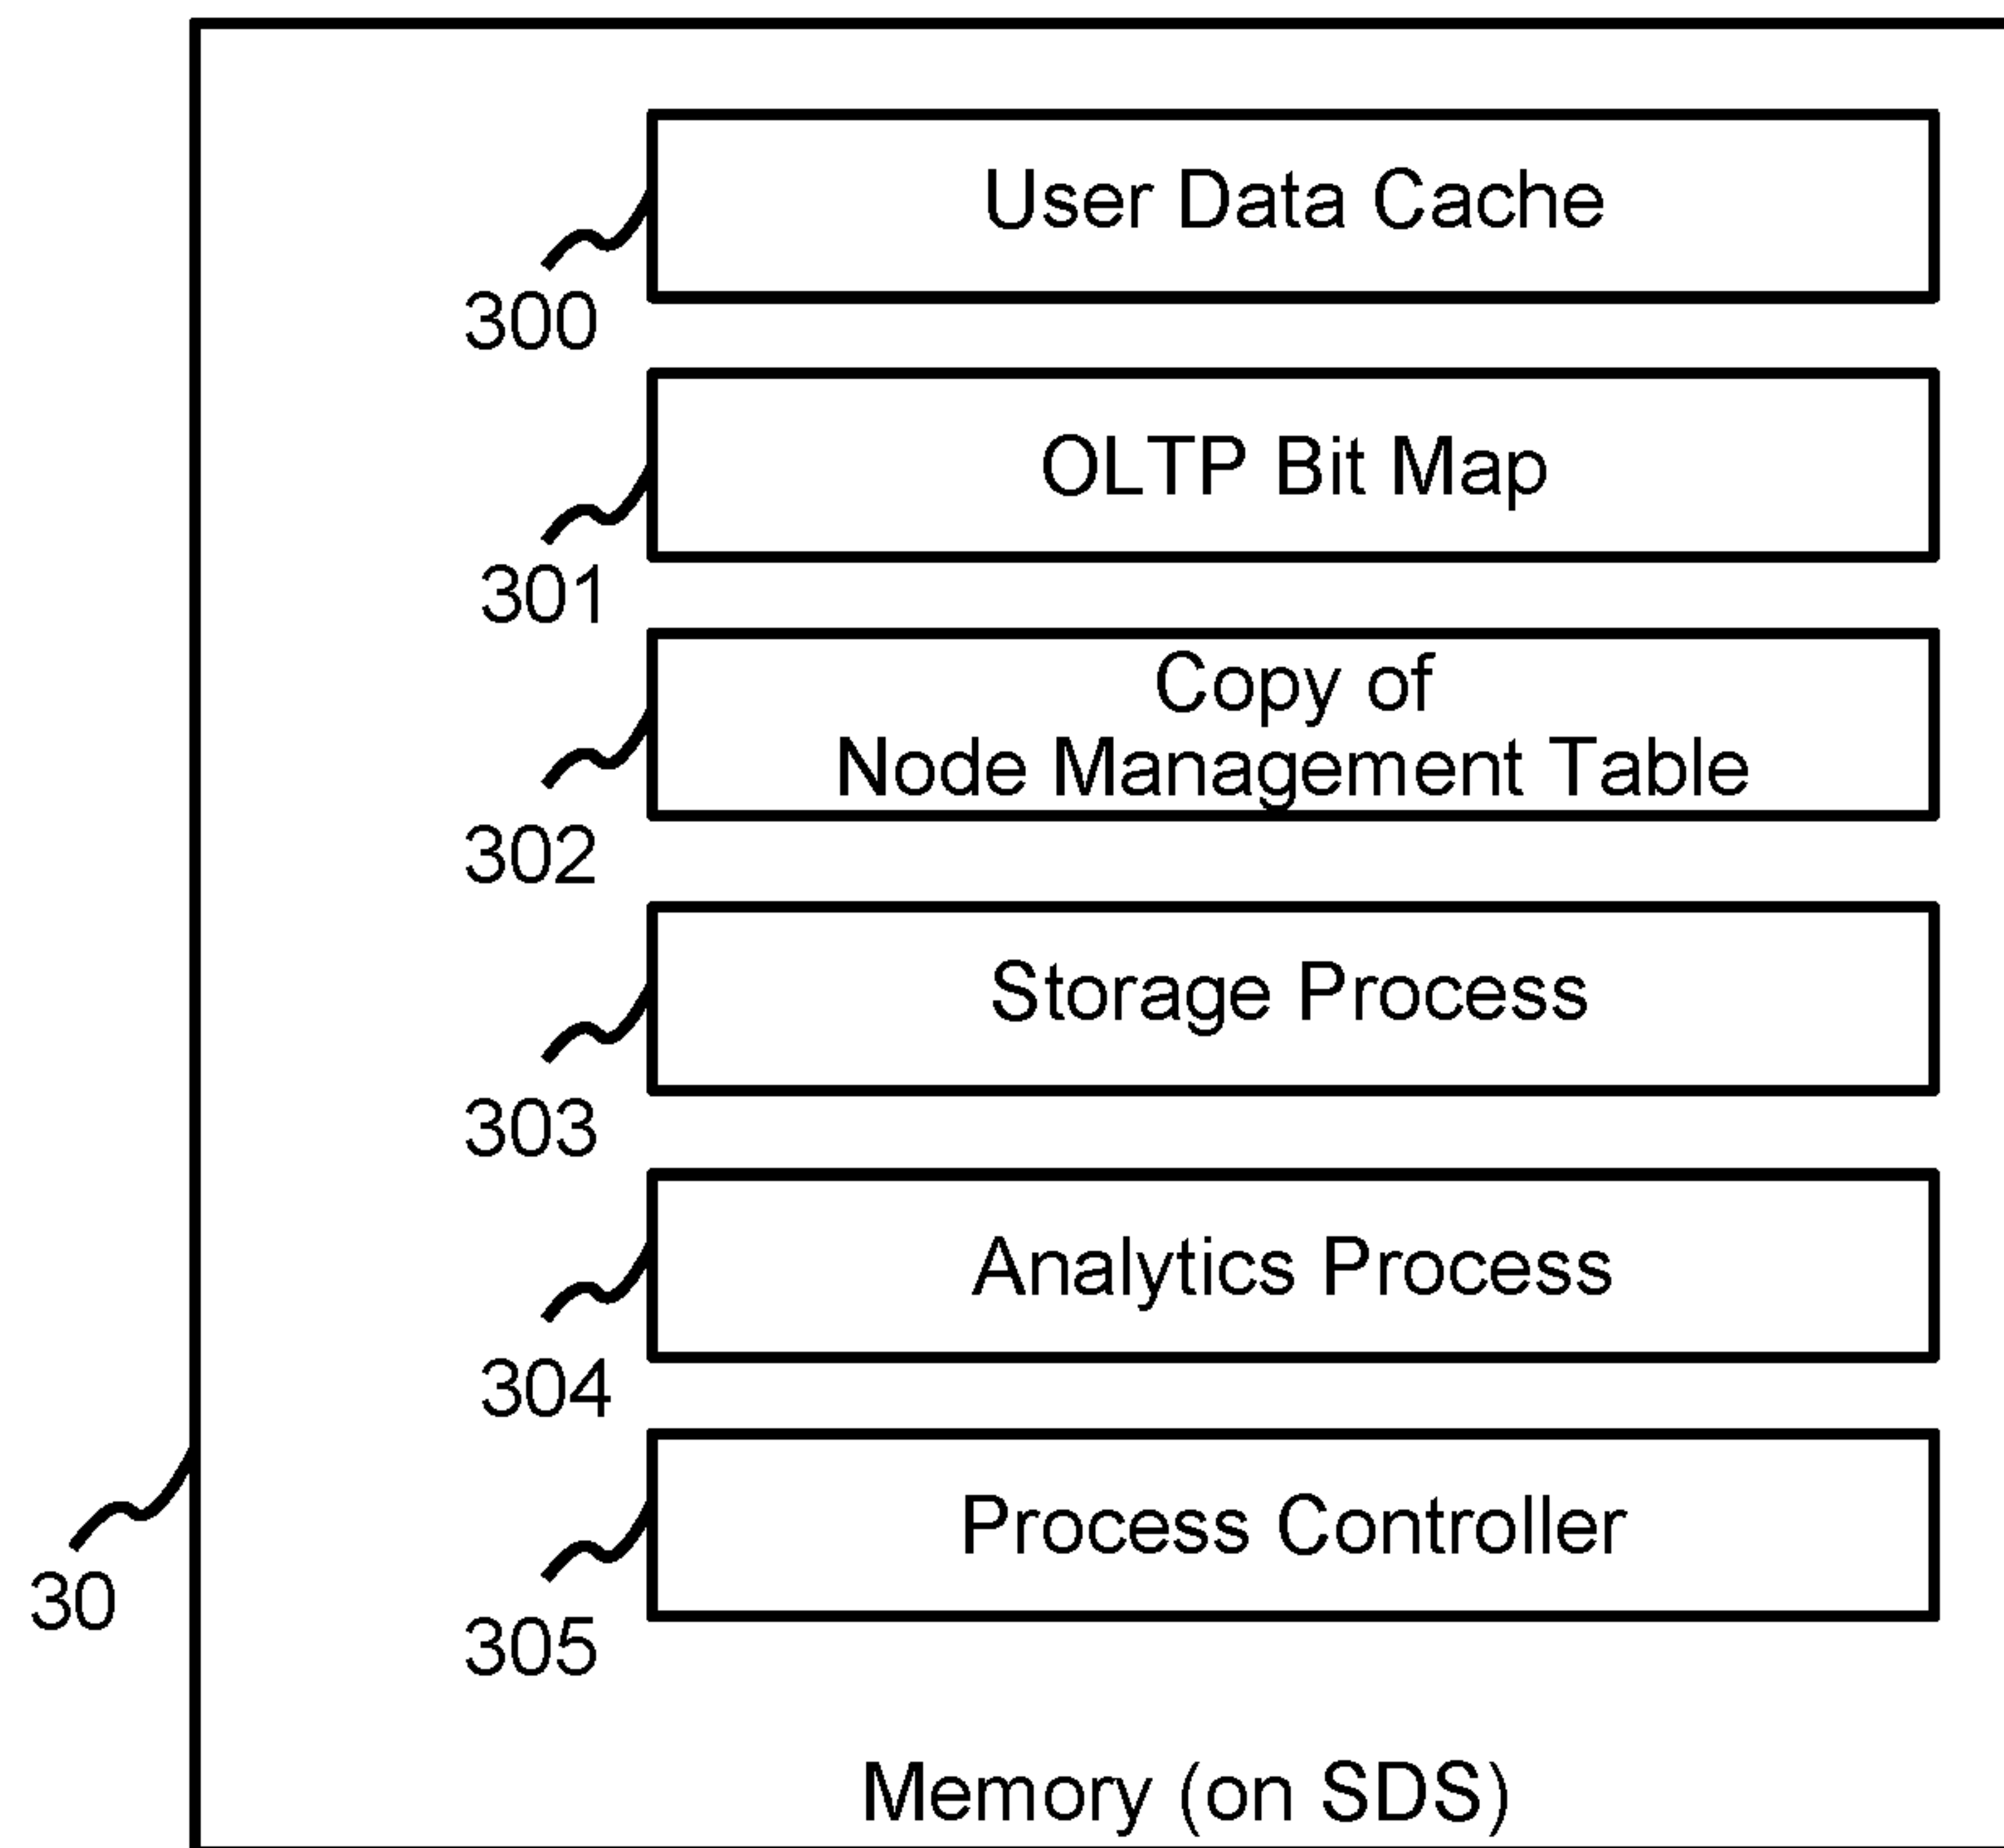 User Data Cache
300
OLTP Bit Map
301
Copy of
Node Management Table
302
Storage Process
303
Analytics Process
304
Process Controller
30
305
Memory (on SDS)